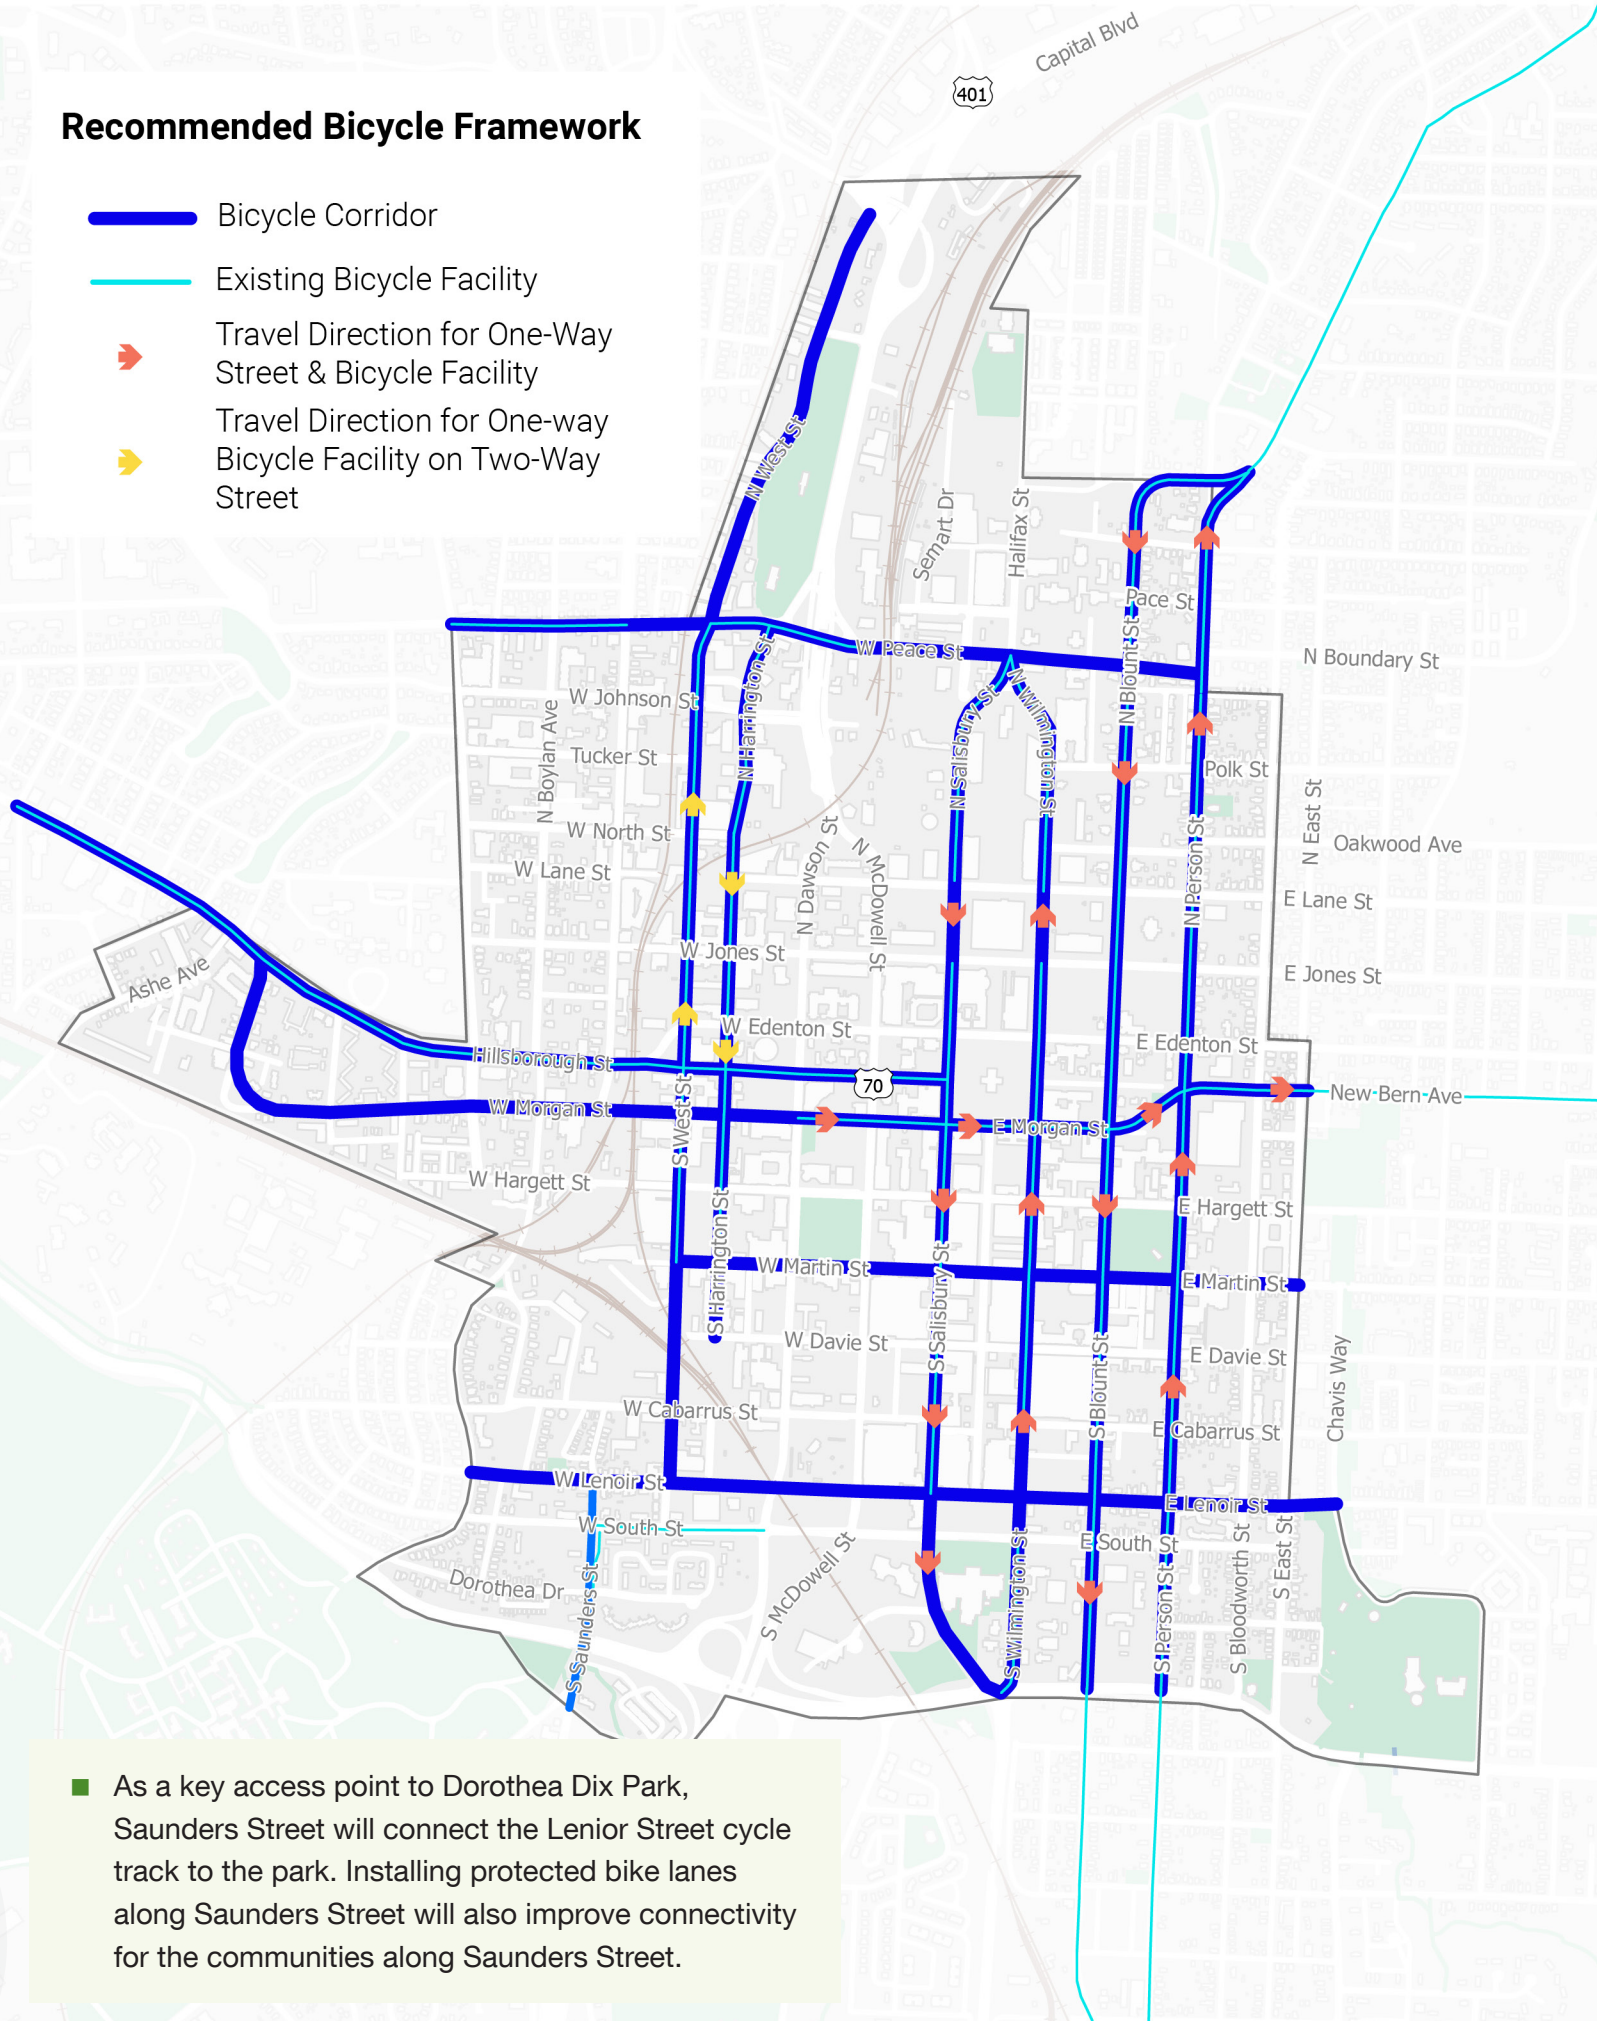 Capital Blvd
401
Recommended Bicycle Framework
Bicycle Corridor
Existing Bicycle Facility
Travel Direction for One-Way
Street & Bicycle Facility
Travel Direction for One-way
Bicycle Facility on Two-Way
Street
N West St
Semart Dr
Halifax St
Pace St
N Blount St
W Peace St
N Boundary St
W Johnson St
N Harrington St
N Salisbury St
N Wilmington St
N Boylan Ave
Tucker St
Polk St
N East St
W North St
N Dawson St
N McDowell St
N Person St
Oakwood Ave
W Lane St
E Lane St
W Jones St
E Jones St
Ashe Ave
W Edenton St
E Edenton St
Hillsborough St
70
New Bern Ave
W Morgan St
E Morgan St
S West St
W Hargett St
E Hargett St
S Harrington St
W Martin St
S Salisbury St
E Martin St
W Davie St
S Blount St
E Davie St
Chavis Way
W Cabarrus St
E Cabarrus St
W Lenoir St
E Lenoir St
W South St
E South St
Dorothea Dr
S Saunders St
S McDowell St
S Wilmington St
S Person St
S Bloodworth St
S East St
As a key access point to Dorothea Dix Park,
Saunders Street will connect the Lenior Street cycle
track to the park. Installing protected bike lanes
along Saunders Street will also improve connectivity
for the communities along Saunders Street.